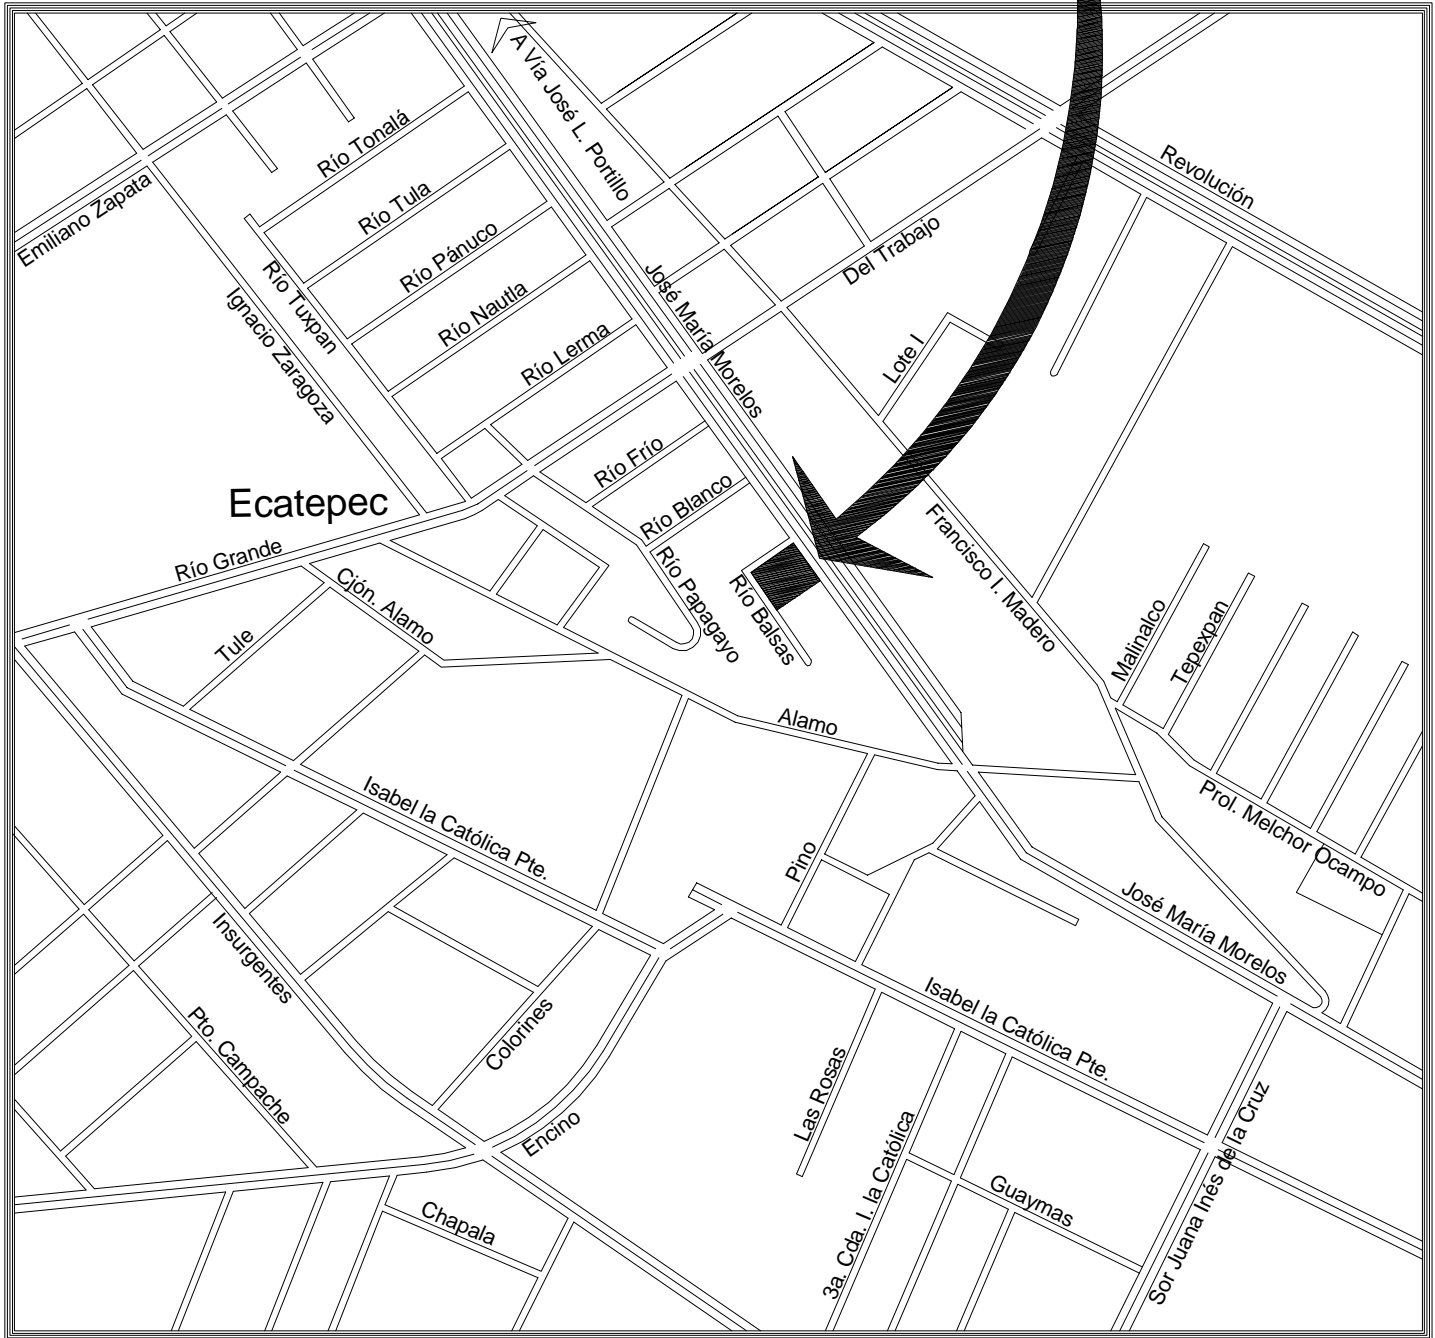 A Vía José L. Portillo
Río Tonalá
Revolución
Emiliano Zapata
Río Tula
Río Pánuco
Del Trabajo
Río Tuxpan
Ignacio Zaragoza
Río Nautla
José María Morelos
Río Lerma
Lote I
Río Frío
Río Blanco
Ecatepec
Río Grande
Francisco I. Madero
Cjón. Alamo
Río Papagayo
Río Balsas
Tule
Malinalco
Tepexpan
Alamo
Isabel la Católica Pte.
Pino
Prol. Melchor Ocampo
José María Morelos
Insurgentes
Isabel la Católica Pte.
Colorines
Pto. Campache
Las Rosas
Encino
3a. Cda. I. la Católica
Sor Juana Inés de la Cruz
Guaymas
Chapala